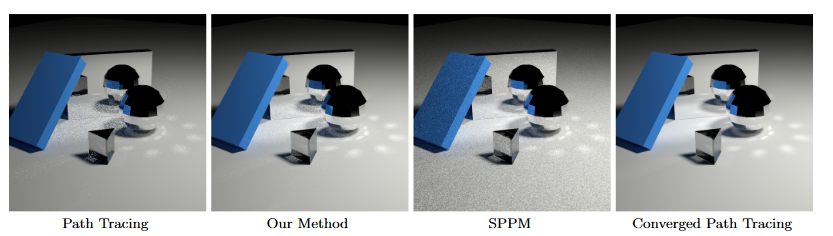 Path Tracing
Our Method
SPPM
Converged Path Tracing